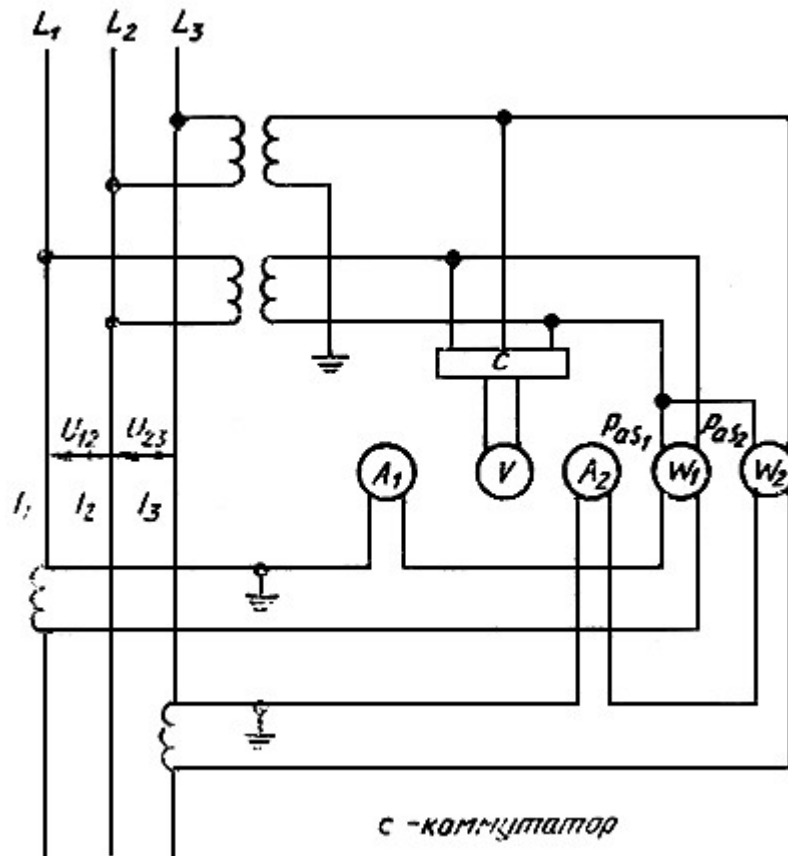 L₁ L₂ L₃
C
U₁₂ U₂₃
Pas₁ Pas₂
A₁ V A₂ W₁ W₂
I₁ I₂ I₃
c - коммутатор